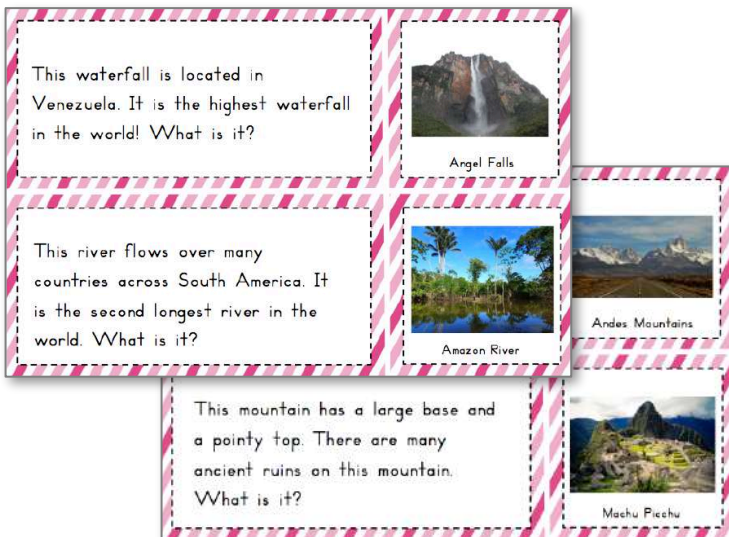 This waterfall is located in
Venezuela. It is the highest waterfall
in the world! What is it?
Angel Falls
This river flows over many
countries across South America. It
is the second longest river in the
world. What is it?
Amazon River
Andes Mountains
This mountain has a large base and
a pointy top. There are many
ancient ruins on this mountain.
What is it?
Machu Picchu